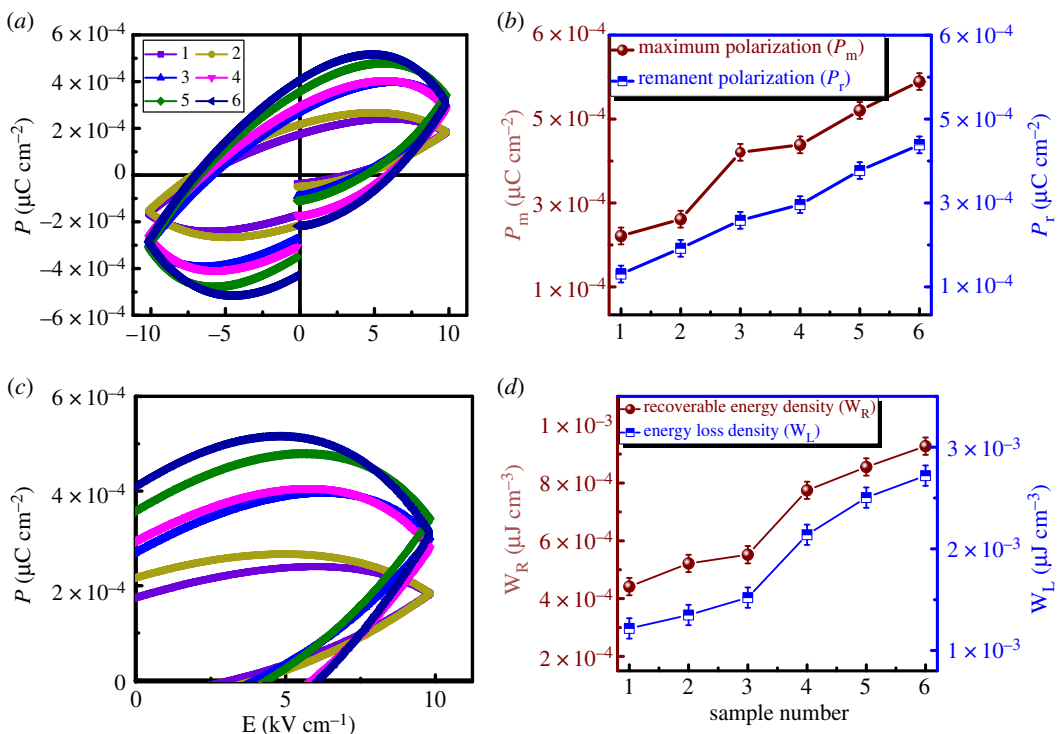 (a)
6 × 10⁻⁴
4 × 10⁻⁴
2 × 10⁻⁴
0
−2 × 10⁻⁴
−4 × 10⁻⁴
−6 × 10⁻⁴
P (µC cm⁻²)
1 2
3 4
5 6
−10 −5 0 5 10
(b)
6 × 10⁻⁴
5 × 10⁻⁴
3 × 10⁻⁴
1 × 10⁻⁴
Pm (µC cm⁻²)
maximum polarization (Pm)
remanent polarization (Pr)
6 × 10⁻⁴
5 × 10⁻⁴
4 × 10⁻⁴
3 × 10⁻⁴
1 × 10⁻⁴
Pr (µC cm⁻²)
1 2 3 4 5 6
(c)
6 × 10⁻⁴
4 × 10⁻⁴
2 × 10⁻⁴
0
P (µC cm⁻²)
0 5 10
E (kV cm⁻¹)
(d)
1 × 10⁻³
8 × 10⁻⁴
6 × 10⁻⁴
4 × 10⁻⁴
2 × 10⁻⁴
WR (µJ cm⁻³)
recoverable energy density (WR)
energy loss density (WL)
3 × 10⁻³
2 × 10⁻³
1 × 10⁻³
WL (µJ cm⁻³)
1 2 3 4 5 6
sample number